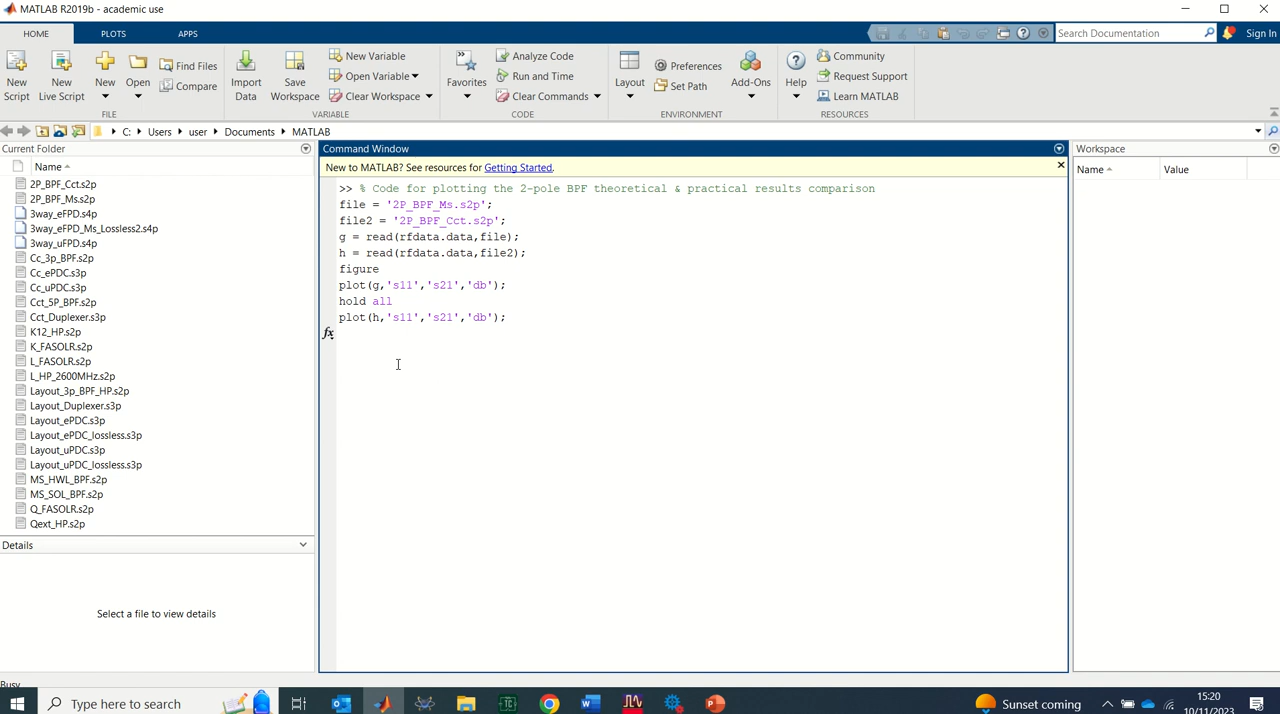 MATLAB R2019b - academic use
HOME PLOTS APPS
Search Documentation
Sign In
New Script
New Live Script
New
Open
Find Files
Compare
Import Data
Save Workspace
New Variable
Open Variable
Clear Workspace
Favorites
Analyze Code
Run and Time
Clear Commands
Layout
Preferences
Set Path
Add-Ons
Help
Community
Request Support
Learn MATLAB
FILE VARIABLE CODE ENVIRONMENT RESOURCES
C: Users user Documents MATLAB
Current Folder
Name
2P_BPF_Cct.s2p
2P_BPF_Ms.s2p
3way_eFPD.s4p
3way_eFPD_Ms_Lossless2.s4p
3way_uFPD.s4p
Cc_3p_BPF.s2p
Cc_ePDC.s3p
Cc_uPDC.s3p
Cct_5P_BPF.s2p
Cct_Duplexer.s3p
K12_HP.s2p
K_FASOLR.s2p
L_FASOLR.s2p
L_HP_2600MHz.s2p
Layout_3p_BPF_HP.s2p
Layout_Duplexer.s3p
Layout_ePDC.s3p
Layout_ePDC_lossless.s3p
Layout_uPDC.s3p
Layout_uPDC_lossless.s3p
MS_HWL_BPF.s2p
MS_SOL_BPF.s2p
Q_FASOLR.s2p
Qext_HP.s2p
Details
Select a file to view details
Busy
Command Window
New to MATLAB? See resources for Getting Started.
>> % Code for plotting the 2-pole BPF theoretical & practical results comparison
file = '2P_BPF_Ms.s2p';
file2 = '2P_BPF_Cct.s2p';
g = read(rfdata.data,file);
h = read(rfdata.data,file2);
figure
plot(g,'s11','s21','db');
hold all
plot(h,'s11','s21','db');
fx
Workspace
Name Value
Type here to search
Sunset coming
15:20
10/11/2023